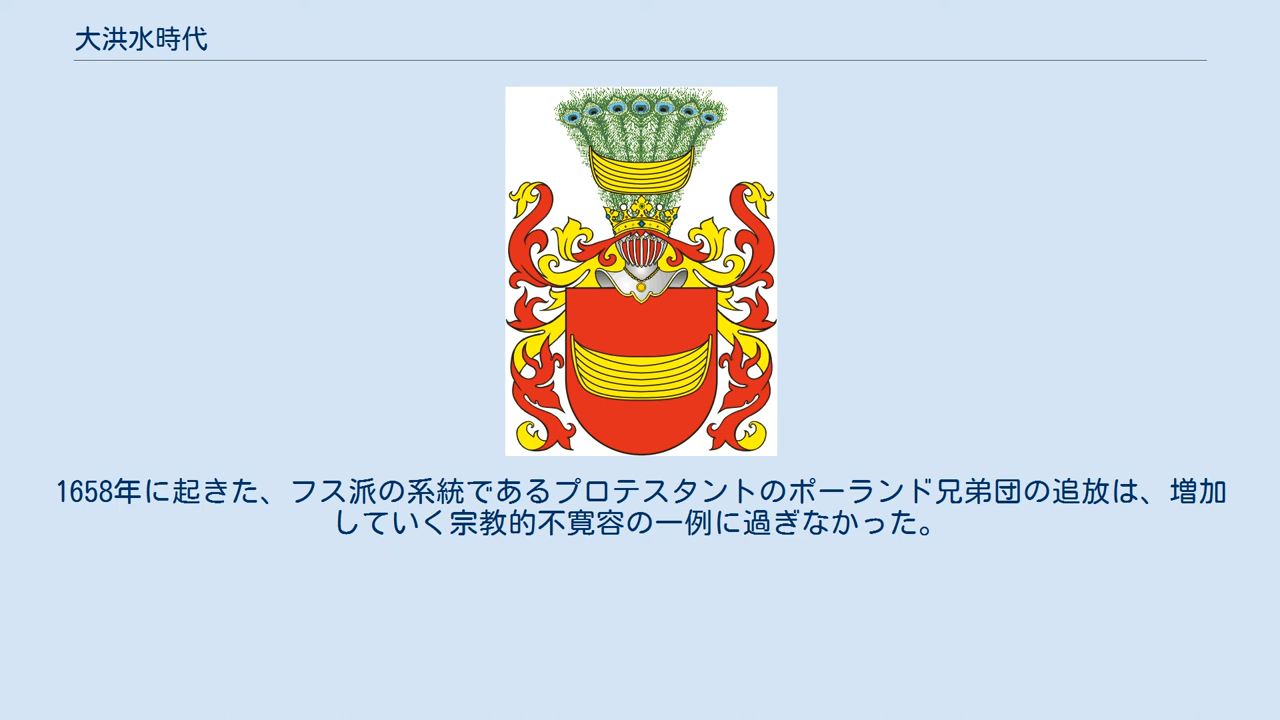 大洪水時代
1658年に起きた、フス派の系統であるプロテスタントのポーランド兄弟団の追放は、増加
していく宗教的不寛容の一例に過ぎなかった。